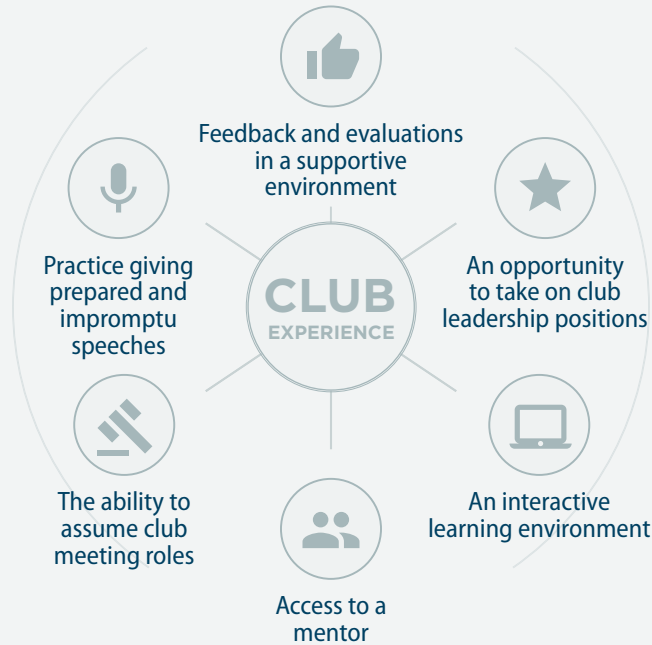 Feedback and evaluations
in a supportive
environment
Practice giving
prepared and
impromptu
speeches
An opportunity
to take on club
leadership positions
CLUB
EXPERIENCE
The ability to
assume club
meeting roles
An interactive
learning environment
Access to a
mentor